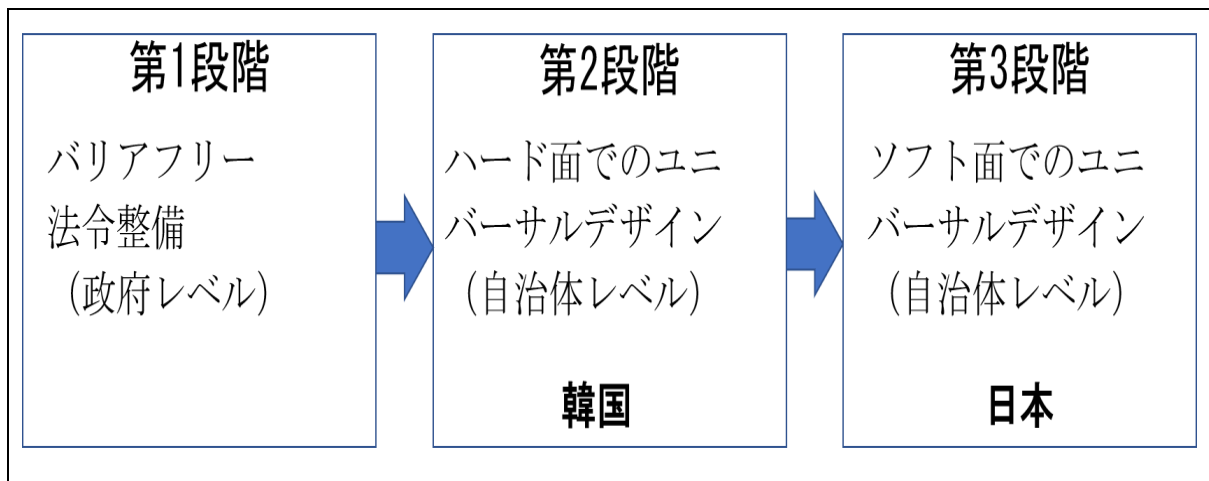 第1段階
バリアフリー
法令整備
（政府レベル）
第2段階
ハード面でのユニ
バーサルデザイン
（自治体レベル）
韓国
第3段階
ソフト面でのユニ
バーサルデザイン
（自治体レベル）
日本